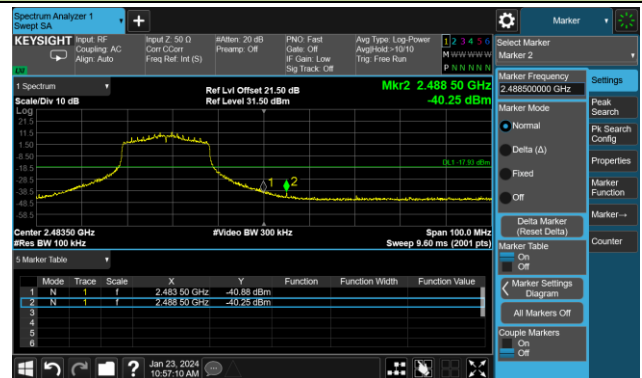 Spectrum Analyzer 1
Swept SA
Marker
KEYSIGHT
Input: RF
Coupling: AC
Align: Auto
Input Z: 50 Ω
Corr CCorr
Freq Ref: Int (S)
#Atten: 20 dB
Preamp: Off
PNO: Fast
Gate: Off
IF Gain: Low
Sig Track: Off
Avg Type: Log-Power
Avg|Hold:>10/10
Trig: Free Run
1 2 3 4 5 6
M W W W W W
P N N N N N
LW
1 Spectrum
Scale/Div 10 dB
Log
Ref Lvl Offset 21.50 dB
Ref Level 31.50 dBm
Mkr2 2.488 50 GHz
-40.25 dBm
21.5
11.5
1.50
-8.50
-18.5
-28.5
-38.5
-48.5
-58.5
DL1 -17.93 dBm
1
2
Center 2.48350 GHz
#Res BW 100 kHz
#Video BW 300 kHz
Span 100.0 MHz
Sweep 9.60 ms (2001 pts)
5 Marker Table
Mode Trace Scale X Y Function Function Width Function Value
1 N 1 f 2.483 50 GHz -40.88 dBm
2 N 1 f 2.488 50 GHz -40.25 dBm
3
4
5
6
Jan 23, 2024
10:57:10 AM
Select Marker
Marker 2
Marker Frequency
2.488500000 GHz
Marker Mode
Normal
Delta (Δ)
Fixed
Off
Delta Marker
(Reset Delta)
Marker Table
On
Off
Marker Settings
Diagram
All Markers Off
Couple Markers
On
Off
Settings
Peak
Search
Pk Search
Config
Properties
Marker
Function
Marker→
Counter